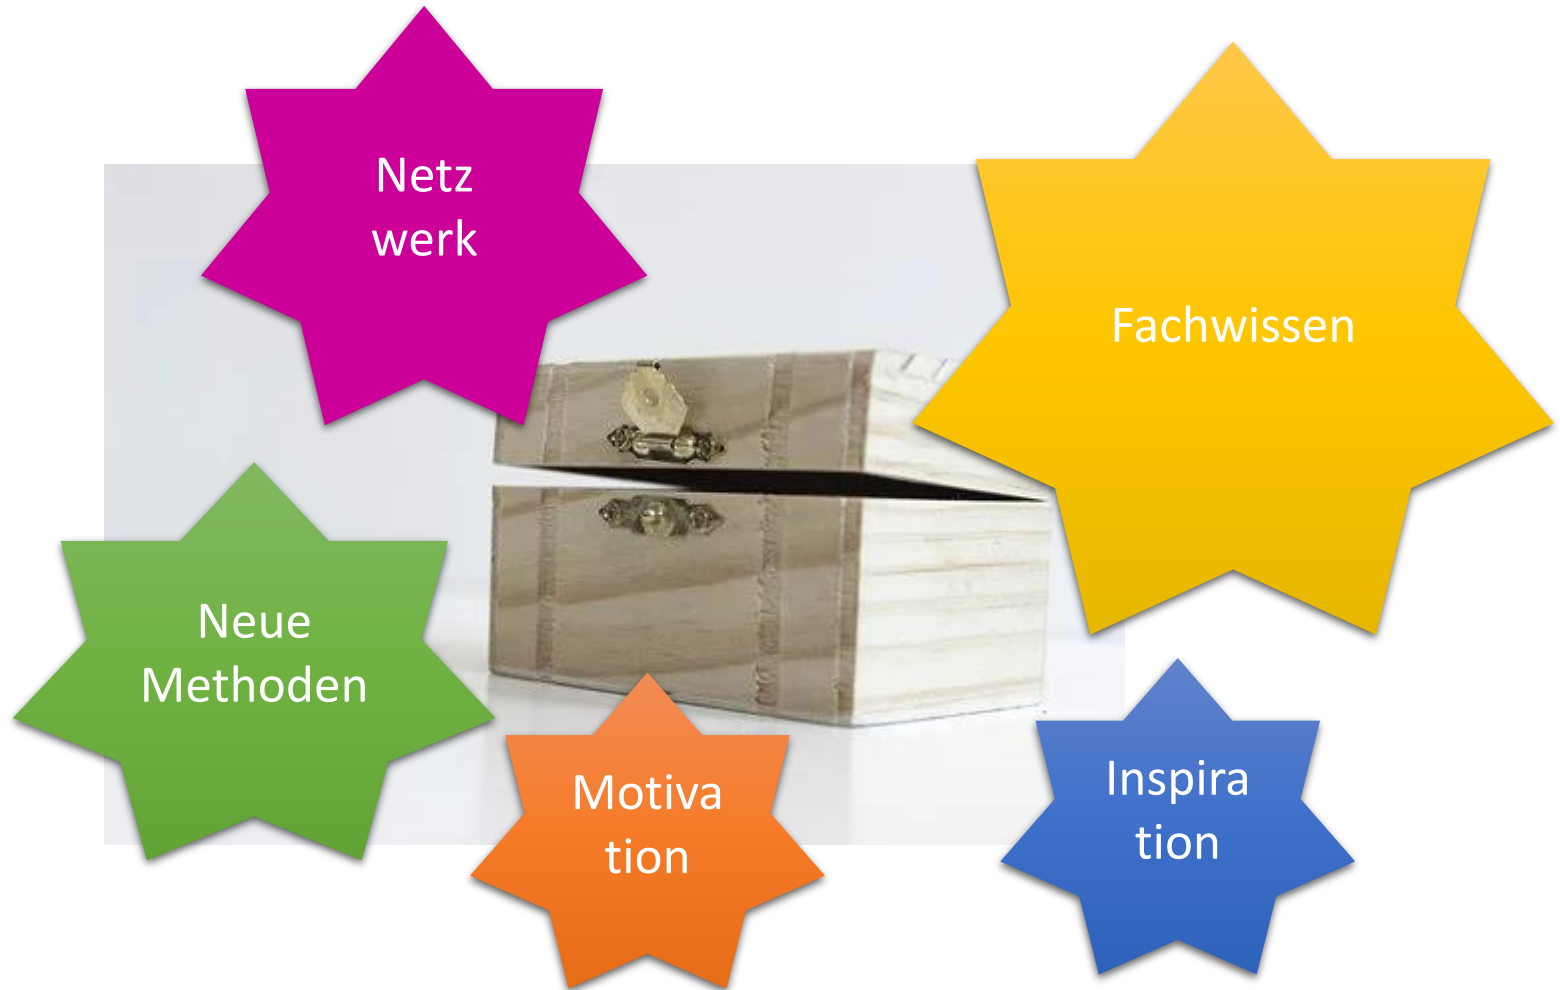 Netz
werk
Fachwissen
Neue
Methoden
Motiva
tion
Inspira
tion